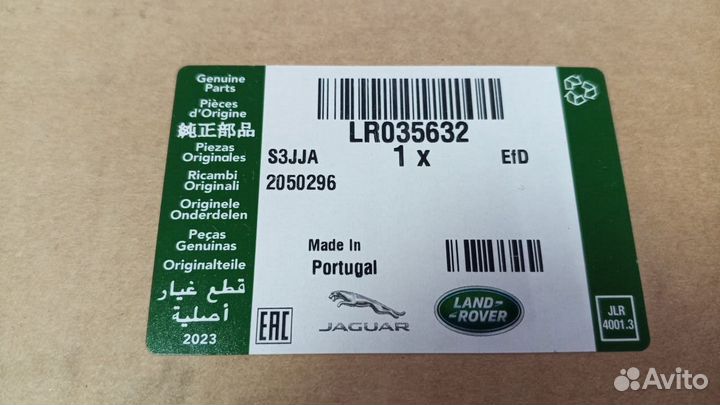 Genuine
Parts
Pièces
d'Origine
純正部品
Piezas
Originales
Ricambi
Originali
Originele
Onderdelen
Peças
Genuinas
Originalteile
قطع غيار
أصلية
2023
LR035632
S3JJA 1 x EfD
2050296
Made In
Portugal
EAC
JAGUAR
LAND-
-ROVER
JLR
4001.3
Avito